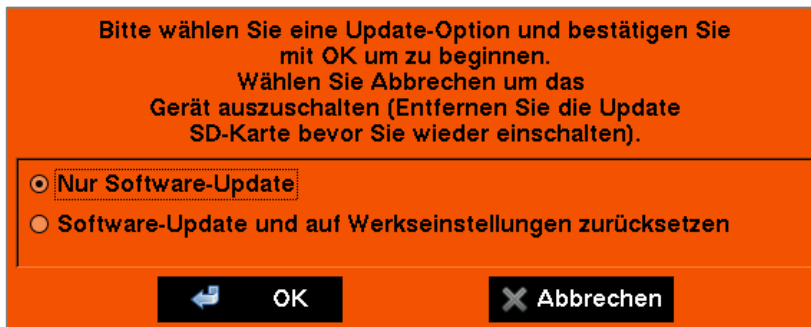 Bitte wählen Sie eine Update-Option und bestätigen Sie
mit OK um zu beginnen.
Wählen Sie Abbrechen um das
Gerät auszuschalten (Entfernen Sie die Update
SD-Karte bevor Sie wieder einschalten).
Nur Software-Update
Software-Update und auf Werkseinstellungen zurücksetzen
OK
Abbrechen